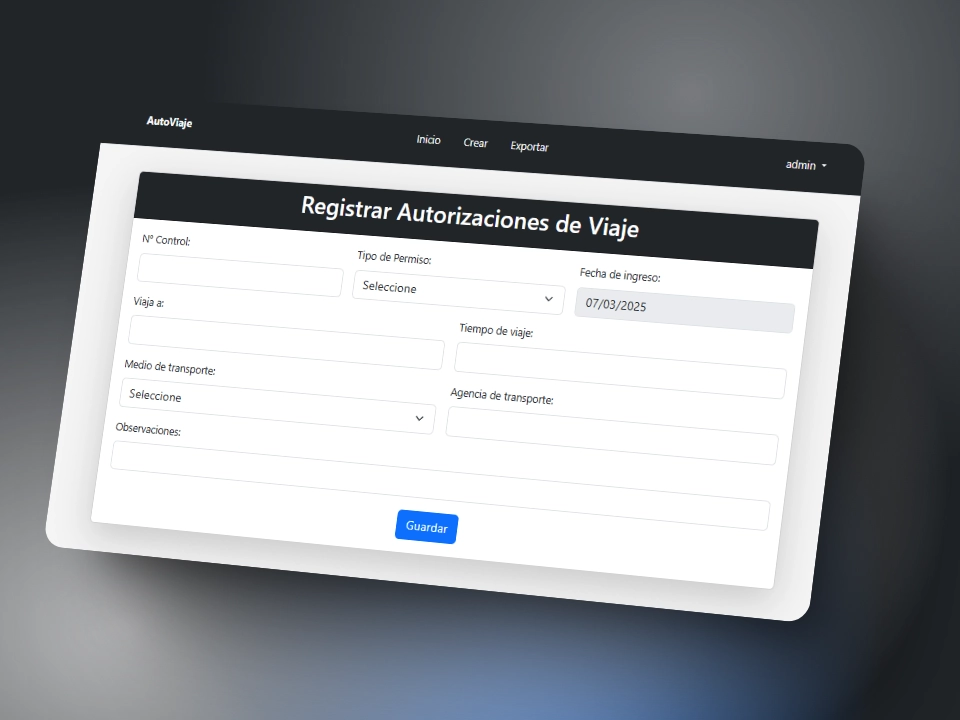 AutoViaje
Inicio Crear Exportar
admin
Registrar Autorizaciones de Viaje
Nº Control:
Tipo de Permiso:
Fecha de ingreso:
Seleccione
07/03/2025
Viaja a:
Tiempo de viaje:
Medio de transporte:
Agencia de transporte:
Seleccione
Observaciones:
Guardar